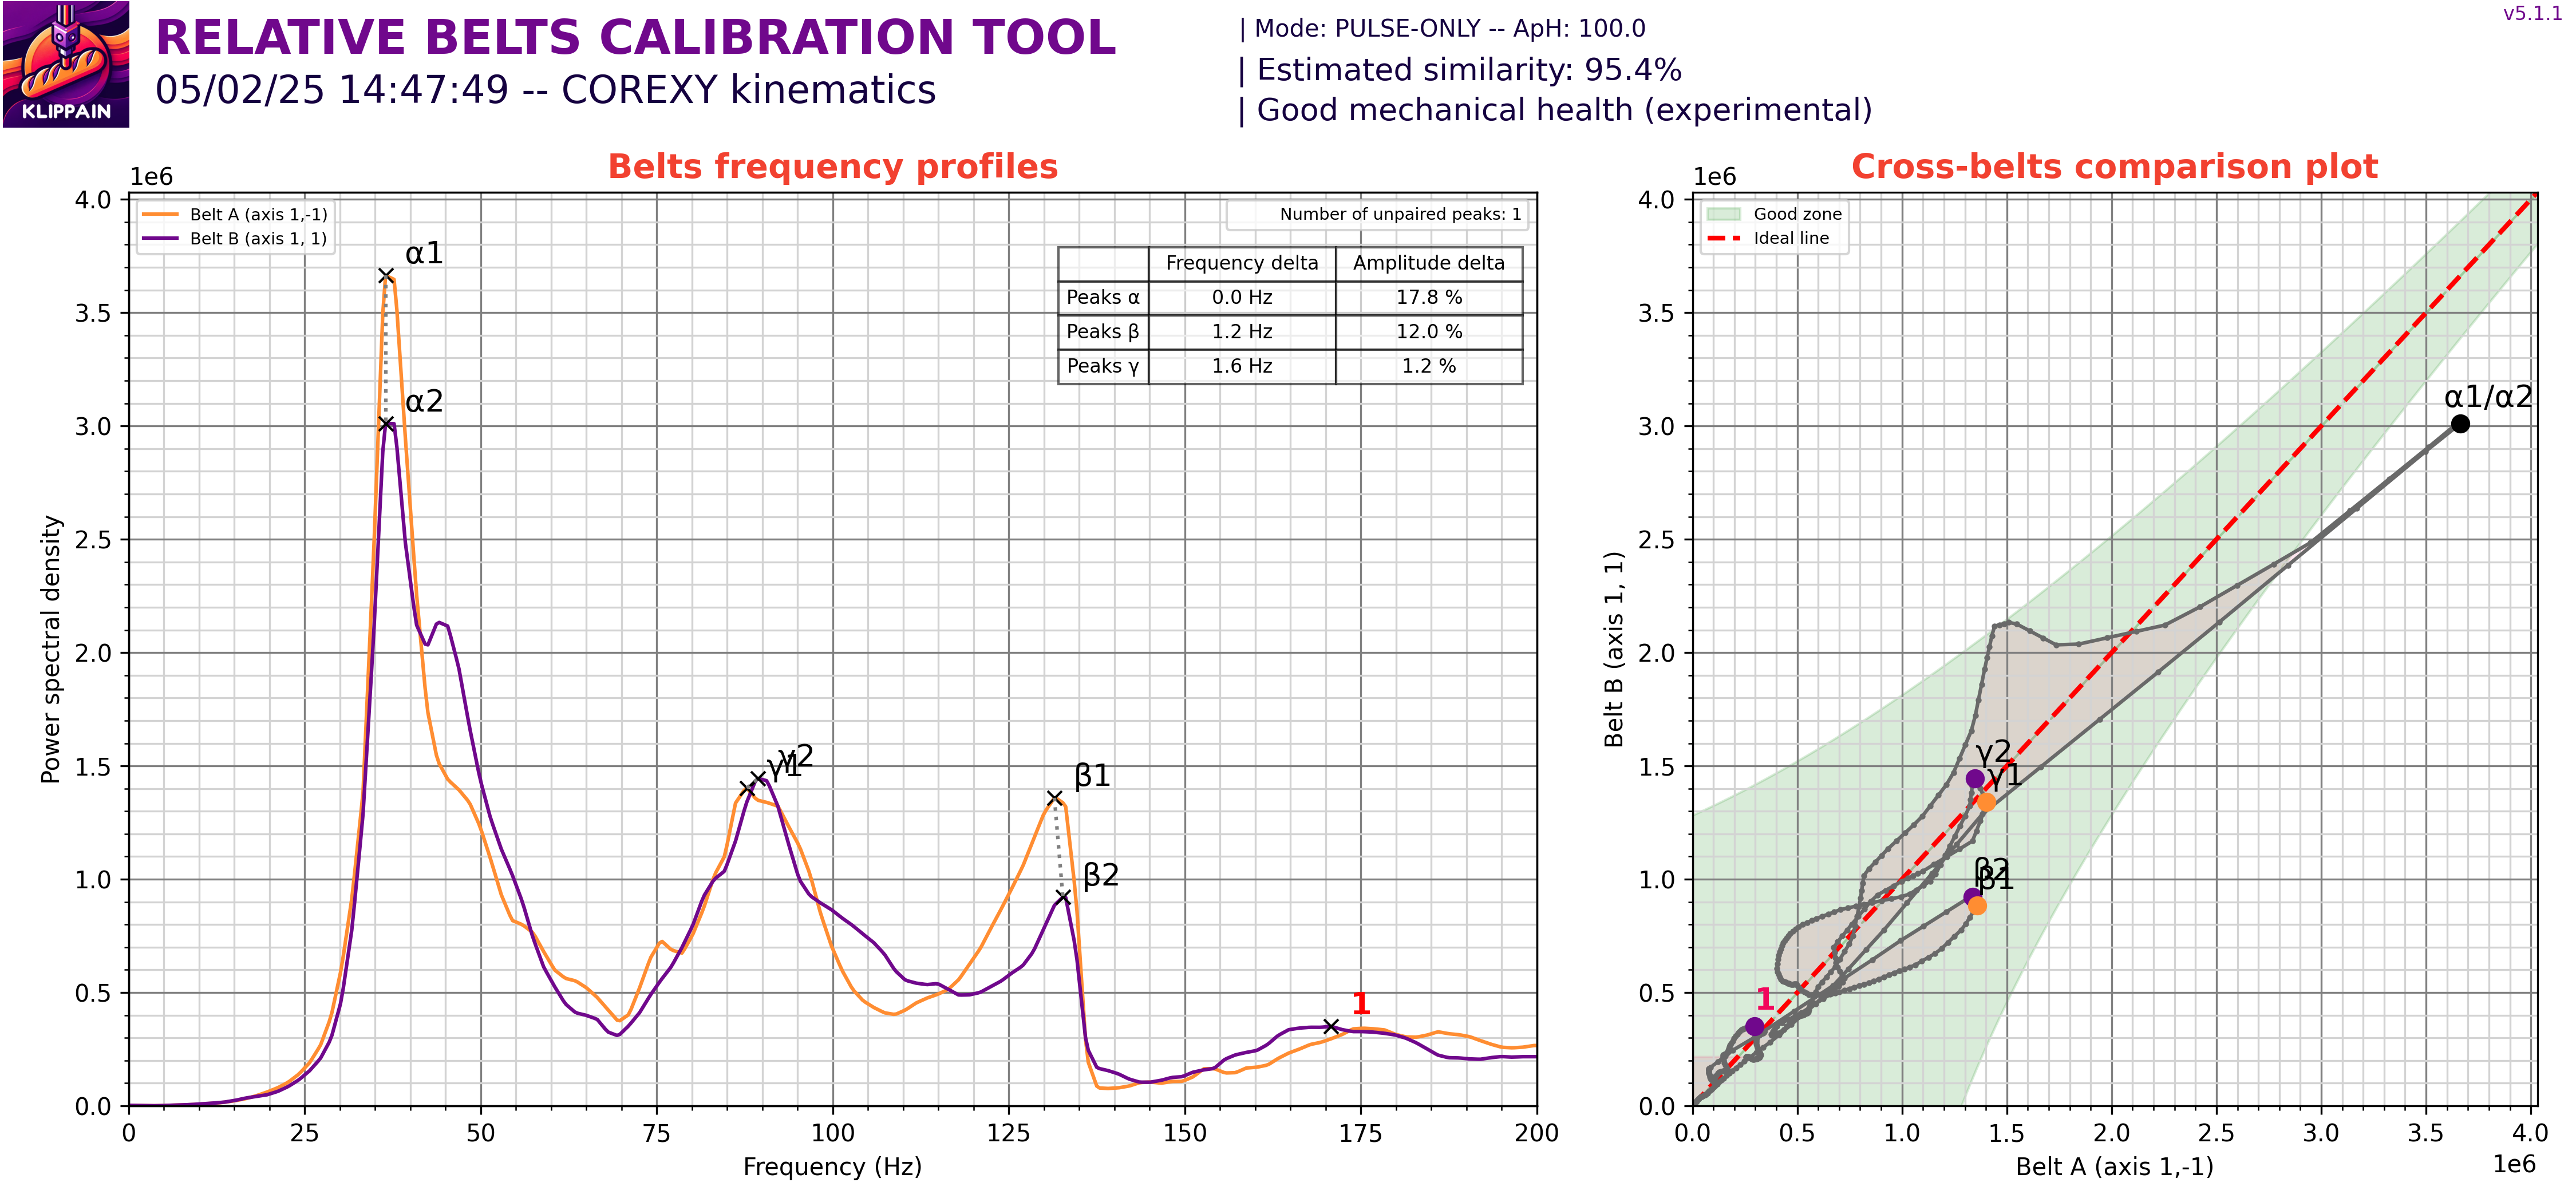 v5.1.1
KLIPPAIN
RELATIVE BELTS CALIBRATION TOOL
05/02/25 14:47:49 -- COREXY kinematics
| Mode: PULSE-ONLY -- ApH: 100.0
| Estimated similarity: 95.4%
| Good mechanical health (experimental)
Belts frequency profiles
1e6
Belt A (axis 1,-1)
Belt B (axis 1, 1)
Number of unpaired peaks: 1
Frequency delta Amplitude delta
Peaks α 0.0 Hz 17.8 %
Peaks β 1.2 Hz 12.0 %
Peaks γ 1.6 Hz 1.2 %
α1
α2
γ2
γ1
β1
β2
1
4.0
3.5
3.0
2.5
2.0
1.5
1.0
0.5
0.0
Power spectral density
0 25 50 75 100 125 150 175 200
Frequency (Hz)
Cross-belts comparison plot
1e6
Good zone
Ideal line
α1/α2
γ2
γ1
β2
β1
1
4.0
3.5
3.0
2.5
2.0
1.5
1.0
0.5
0.0
Belt B (axis 1, 1)
0.0 0.5 1.0 1.5 2.0 2.5 3.0 3.5 4.0
Belt A (axis 1,-1)
1e6